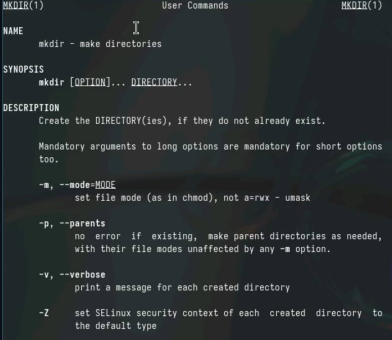 MKDIR(1) User Commands MKDIR(1)
NAME
mkdir - make directories
SYNOPSIS
mkdir [OPTION]... DIRECTORY...
DESCRIPTION
Create the DIRECTORY(ies), if they do not already exist.
Mandatory arguments to long options are mandatory for short options
too.
-m, --mode=MODE
set file mode (as in chmod), not a=rwx - umask
-p, --parents
no error if existing, make parent directories as needed,
with their file modes unaffected by any -m option.
-v, --verbose
print a message for each created directory
-Z set SELinux security context of each created directory to
the default type